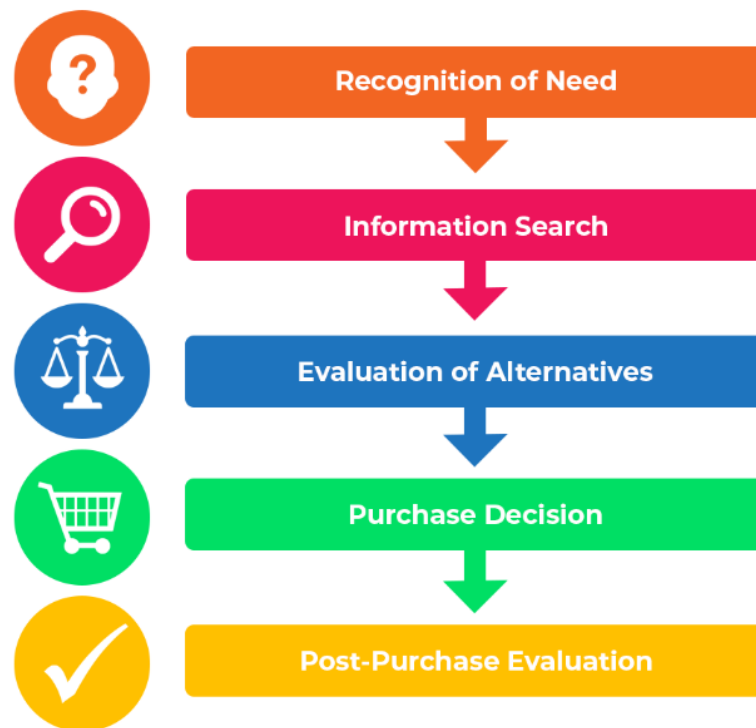 ?
Recognition of Need
Information Search
Evaluation of Alternatives
Purchase Decision
Post-Purchase Evaluation